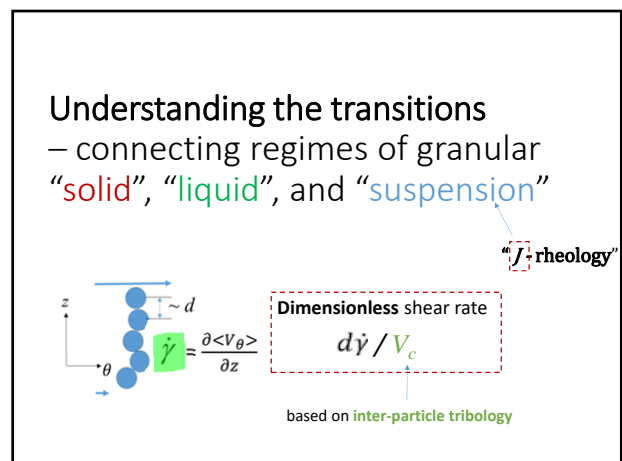 Understanding the transitions
– connecting regimes of granular
“solid”, “liquid”, and “suspension”
“J-rheology”
z
~ d
θ
γ̇ = ∂<V_θ> / ∂z
Dimensionless shear rate
dγ̇ / V_c
based on inter-particle tribology